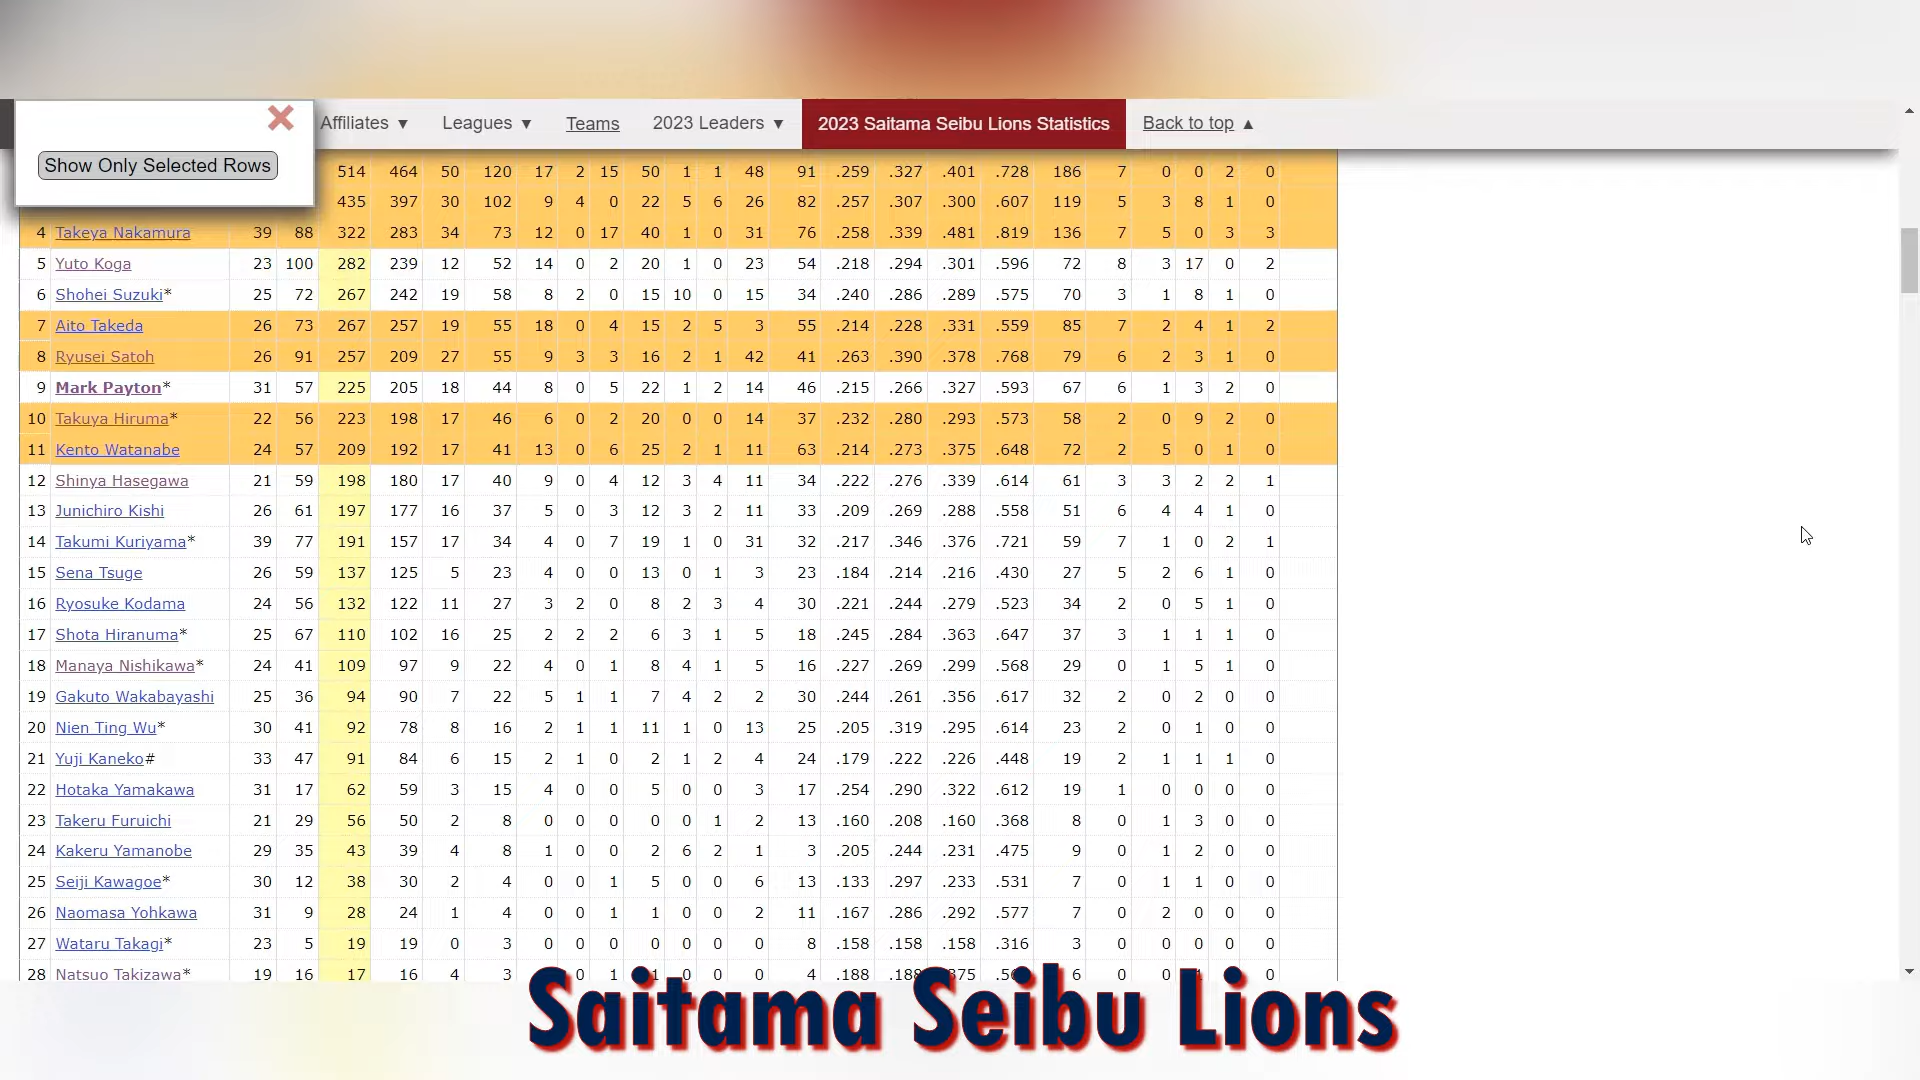 Affiliates ▼ Leagues ▼ Teams 2023 Leaders ▼ 2023 Saitama Seibu Lions Statistics Back to top ▲
Show Only Selected Rows
514 464 50 120 17 2 15 50 1 1 48 91 .259 .327 .401 .728 186 7 0 0 2 0
435 397 30 102 9 4 0 22 5 6 26 82 .257 .307 .300 .607 119 5 3 8 1 0
4 Takeya Nakamura 39 88 322 283 34 73 12 0 17 40 1 0 31 76 .258 .339 .481 .819 136 7 5 0 3 3
5 Yuto Koga 23 100 282 239 12 52 14 0 2 20 1 0 23 54 .218 .294 .301 .596 72 8 3 17 0 2
6 Shohei Suzuki* 25 72 267 242 19 58 8 2 0 15 10 0 15 34 .240 .286 .289 .575 70 3 1 8 1 0
7 Aito Takeda 26 73 267 257 19 55 18 0 4 15 2 5 3 55 .214 .228 .331 .559 85 7 2 4 1 2
8 Ryusei Satoh 26 91 257 209 27 55 9 3 3 16 2 1 42 41 .263 .390 .378 .768 79 6 2 3 1 0
9 Mark Payton* 31 57 225 205 18 44 8 0 5 22 1 2 14 46 .215 .266 .327 .593 67 6 1 3 2 0
10 Takuya Hiruma* 22 56 223 198 17 46 6 0 2 20 0 0 14 37 .232 .280 .293 .573 58 2 0 9 2 0
11 Kento Watanabe 24 57 209 192 17 41 13 0 6 25 2 1 11 63 .214 .273 .375 .648 72 2 5 0 1 0
12 Shinya Hasegawa 21 59 198 180 17 40 9 0 4 12 3 4 11 34 .222 .276 .339 .614 61 3 3 2 2 1
13 Junichiro Kishi 26 61 197 177 16 37 5 0 3 12 3 2 11 33 .209 .269 .288 .558 51 6 4 4 1 0
14 Takumi Kuriyama* 39 77 191 157 17 34 4 0 7 19 1 0 31 32 .217 .346 .376 .721 59 7 1 0 2 1
15 Sena Tsuge 26 59 137 125 5 23 4 0 0 13 0 1 3 23 .184 .214 .216 .430 27 5 2 6 1 0
16 Ryosuke Kodama 24 56 132 122 11 27 3 2 0 8 2 3 4 30 .221 .244 .279 .523 34 2 0 5 1 0
17 Shota Hiranuma* 25 67 110 102 16 25 2 2 2 6 3 1 5 18 .245 .284 .363 .647 37 3 1 1 1 0
18 Manaya Nishikawa* 24 41 109 97 9 22 4 0 1 8 4 1 5 16 .227 .269 .299 .568 29 0 1 5 1 0
19 Gakuto Wakabayashi 25 36 94 90 7 22 5 1 1 7 4 2 2 30 .244 .261 .356 .617 32 2 0 2 0 0
20 Nien Ting Wu* 30 41 92 78 8 16 2 1 1 11 1 0 13 25 .205 .319 .295 .614 23 2 0 1 0 0
21 Yuji Kaneko# 33 47 91 84 6 15 2 1 0 2 1 2 4 24 .179 .222 .226 .448 19 2 1 1 1 0
22 Hotaka Yamakawa 31 17 62 59 3 15 4 0 0 5 0 0 3 17 .254 .290 .322 .612 19 1 0 0 0 0
23 Takeru Furuichi 21 29 56 50 2 8 0 0 0 0 0 1 2 13 .160 .208 .160 .368 8 0 1 3 0 0
24 Kakeru Yamanobe 29 35 43 39 4 8 1 0 0 2 6 2 1 3 .205 .244 .231 .475 9 0 1 2 0 0
25 Seiji Kawagoe* 30 12 38 30 2 4 0 0 1 5 0 0 6 13 .133 .297 .233 .531 7 0 1 1 0 0
26 Naomasa Yohkawa 31 9 28 24 1 4 0 0 1 1 0 0 2 11 .167 .286 .292 .577 7 0 2 0 0 0
27 Wataru Takagi* 23 5 19 19 0 3 0 0 0 0 0 0 0 8 .158 .158 .158 .316 3 0 0 0 0 0
28 Natsuo Takizawa* 19 16 17 16 4 3 0 1 0 0 0 4 .188 6 0 0 0 0
Saitama Seibu Lions